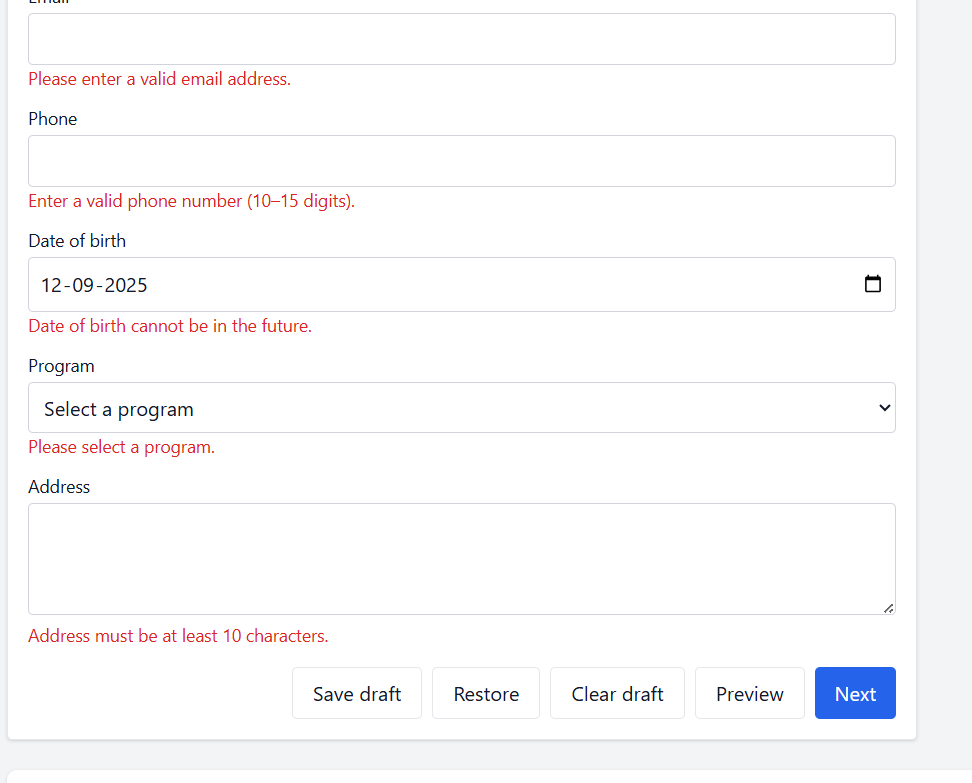 Email
Please enter a valid email address.
Phone
Enter a valid phone number (10–15 digits).
Date of birth
12-09-2025
Date of birth cannot be in the future.
Program
Select a program
Please select a program.
Address
Address must be at least 10 characters.
Save draft Restore Clear draft Preview Next